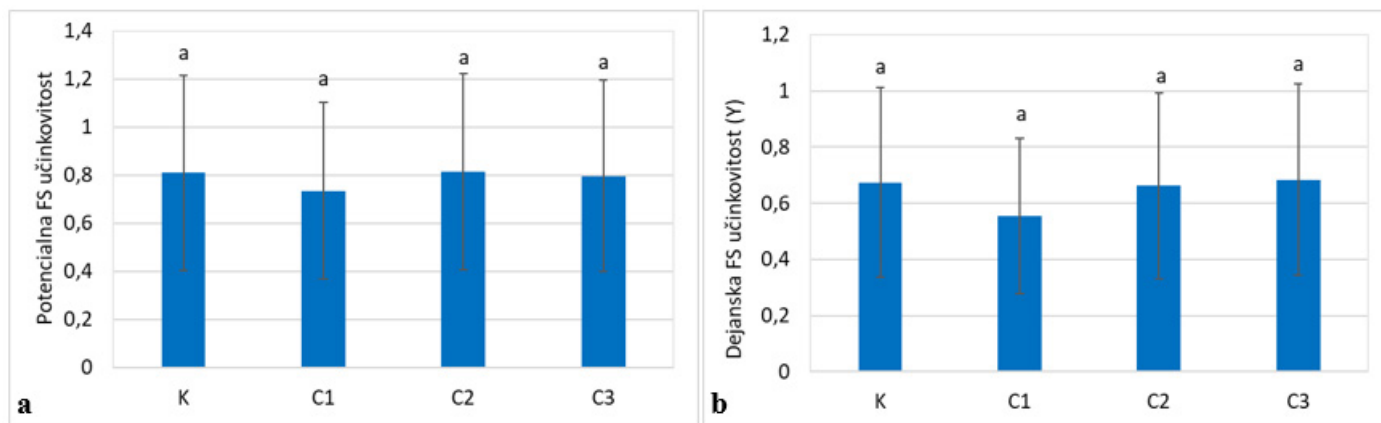 Potencialna FS učinkovitost
1,4
1,2
1
0,8
0,6
0,4
0,2
0
a
a
a
a
K C1 C2 C3
a
Dejanska FS učinkovitost (Y)
1,2
1
0,8
0,6
0,4
0,2
0
a
a
a
a
K C1 C2 C3
b